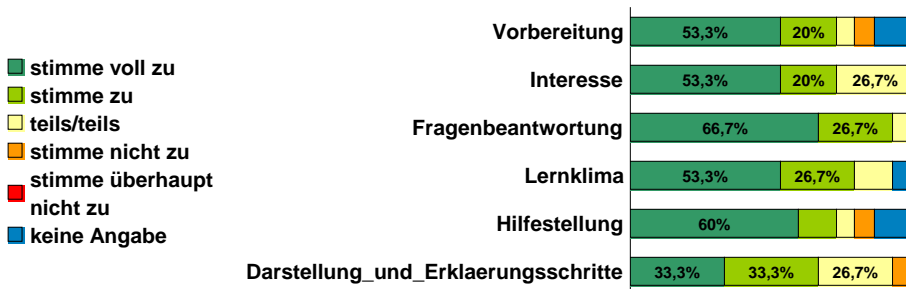 stimme voll zu
stimme zu
teils/teils
stimme nicht zu
stimme überhaupt
nicht zu
keine Angabe
Vorbereitung 53,3% 20%
Interesse 53,3% 20% 26,7%
Fragenbeantwortung 66,7% 26,7%
Lernklima 53,3% 26,7%
Hilfestellung 60%
Darstellung_und_Erklaerungsschritte 33,3% 33,3% 26,7%